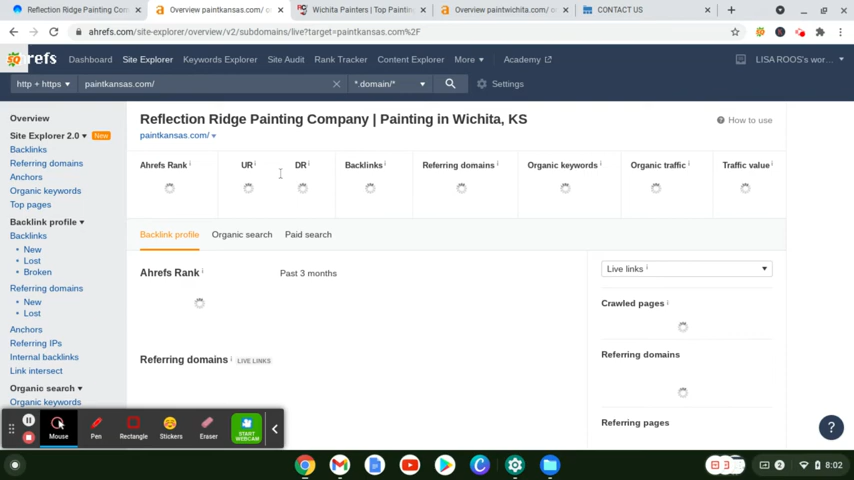 Reflection Ridge Painting Com
Overview paintkansas.com/ o
Wichita Painters | Top Paintin
Overview paintwichita.com/ o
CONTACT US
ahrefs.com/site-explorer/overview/v2/subdomains/live?target=paintkansas.com%2F
hrefs
Dashboard
Site Explorer
Keywords Explorer
Site Audit
Rank Tracker
Content Explorer
More
Academy
LISA ROOS's wor...
http + https
paintkansas.com/
*.domain/*
Settings
Overview
Site Explorer 2.0 New
Backlinks
Referring domains
Anchors
Organic keywords
Top pages
Backlink profile
Backlinks
• New
• Lost
• Broken
Referring domains
• New
• Lost
Anchors
Referring IPs
Internal backlinks
Link intersect
Organic search
Organic keywords
Reflection Ridge Painting Company | Painting in Wichita, KS
How to use
paintkansas.com/
Ahrefs Rank
UR
DR
Backlinks
Referring domains
Organic keywords
Organic traffic
Traffic value
Backlink profile
Organic search
Paid search
Ahrefs Rank
Past 3 months
Referring domains LIVE LINKS
Live links
Crawled pages
Referring domains
Referring pages
Mouse
Pen
Rectangle
Stickers
Eraser
START
WEBCAM
?
2
8:02